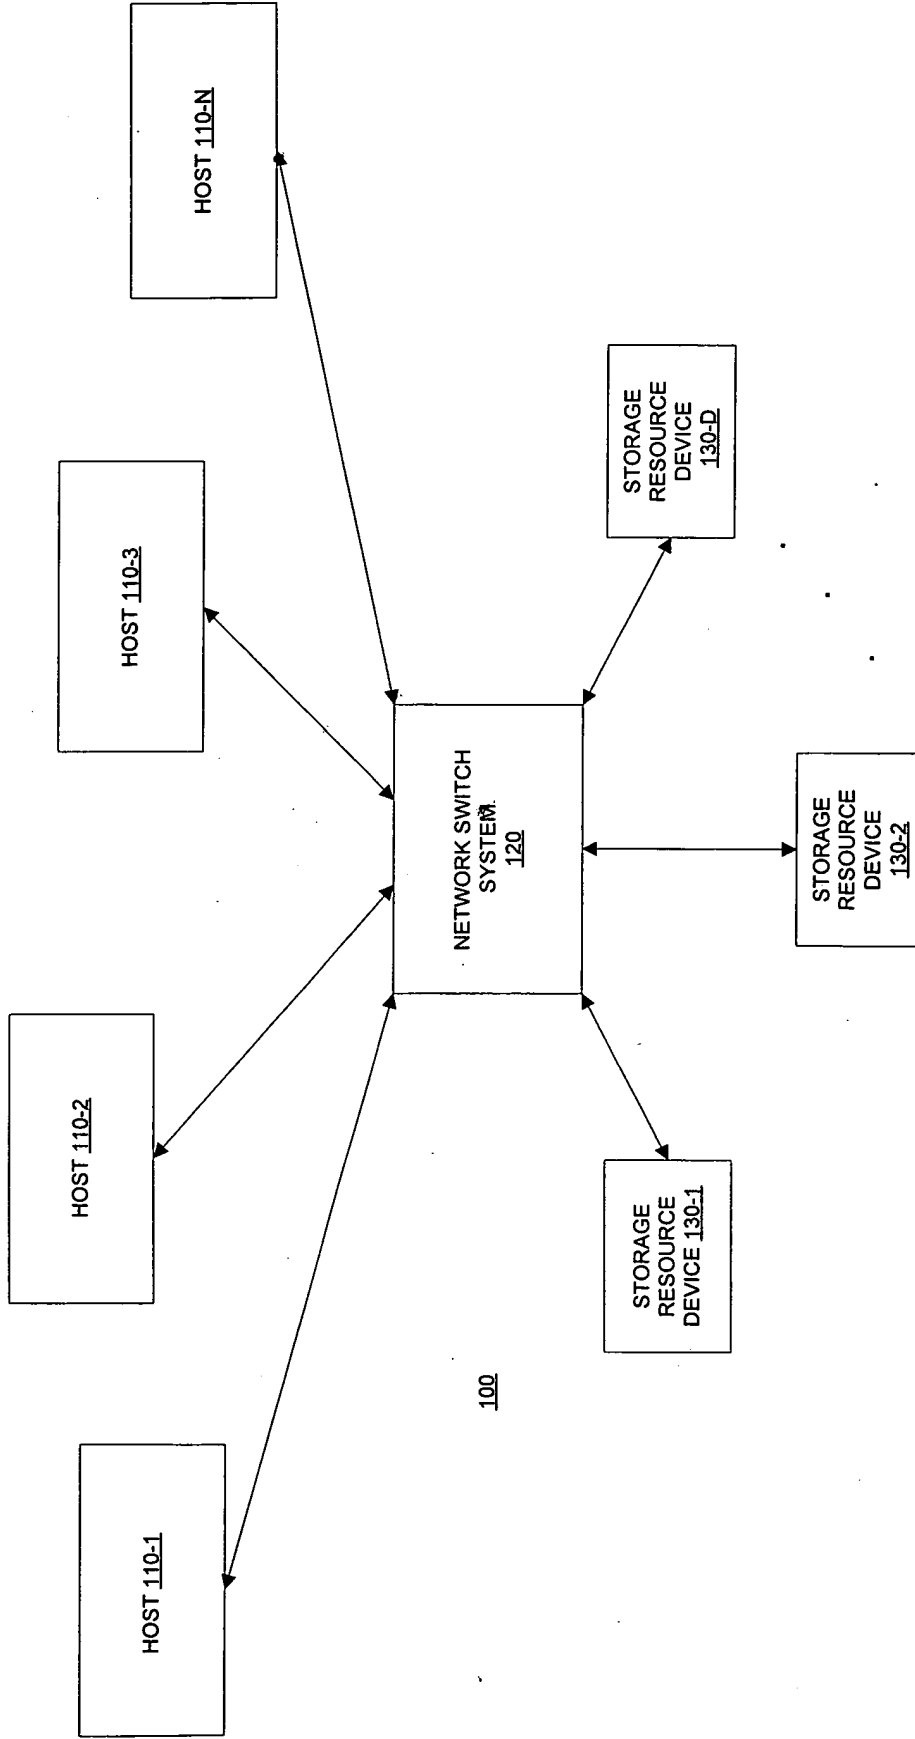 HOST 110-1
HOST 110-2
HOST 110-3
HOST 110-N
NETWORK SWITCH
SYSTEM
120
100
STORAGE
RESOURCE
DEVICE 130-1
STORAGE
RESOURCE
DEVICE
130-2
STORAGE
RESOURCE
DEVICE
130-D